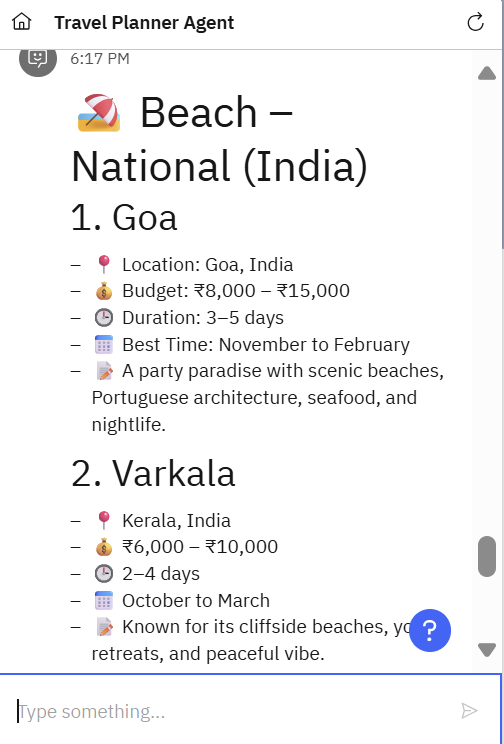 Travel Planner Agent
6:17 PM
🏖️ Beach –
National (India)
1. Goa
– 📍 Location: Goa, India
– 💰 Budget: ₹8,000 – ₹15,000
– 🕒 Duration: 3–5 days
– 📅 Best Time: November to February
– 📝 A party paradise with scenic beaches,
Portuguese architecture, seafood, and
nightlife.
2. Varkala
– 📍 Kerala, India
– 💰 ₹6,000 – ₹10,000
– 🕒 2–4 days
– 📅 October to March
– 📝 Known for its cliffside beaches,
?
retreats, and peaceful vibe.
Type something...